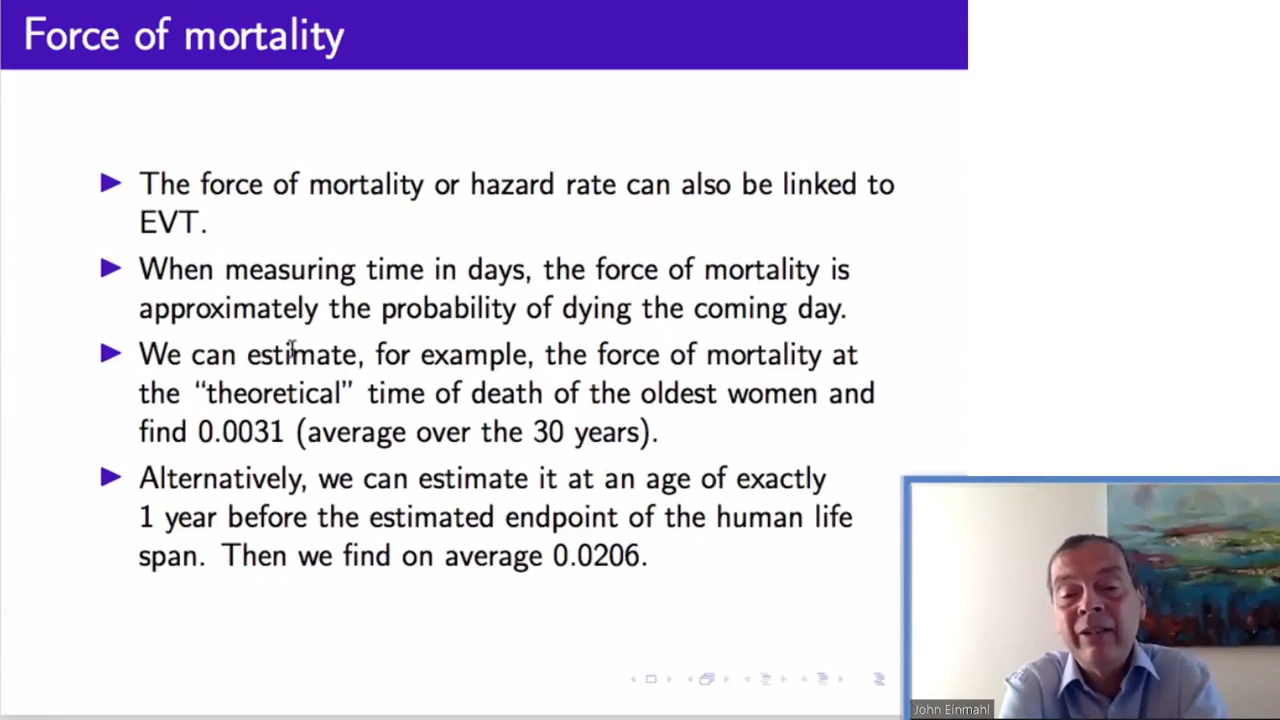 Force of mortality
The force of mortality or hazard rate can also be linked to
EVT.
When measuring time in days, the force of mortality is
approximately the probability of dying the coming day.
We can estimate, for example, the force of mortality at
the “theoretical” time of death of the oldest women and
find 0.0031 (average over the 30 years).
Alternatively, we can estimate it at an age of exactly
1 year before the estimated endpoint of the human life
span. Then we find on average 0.0206.
John Einmahl